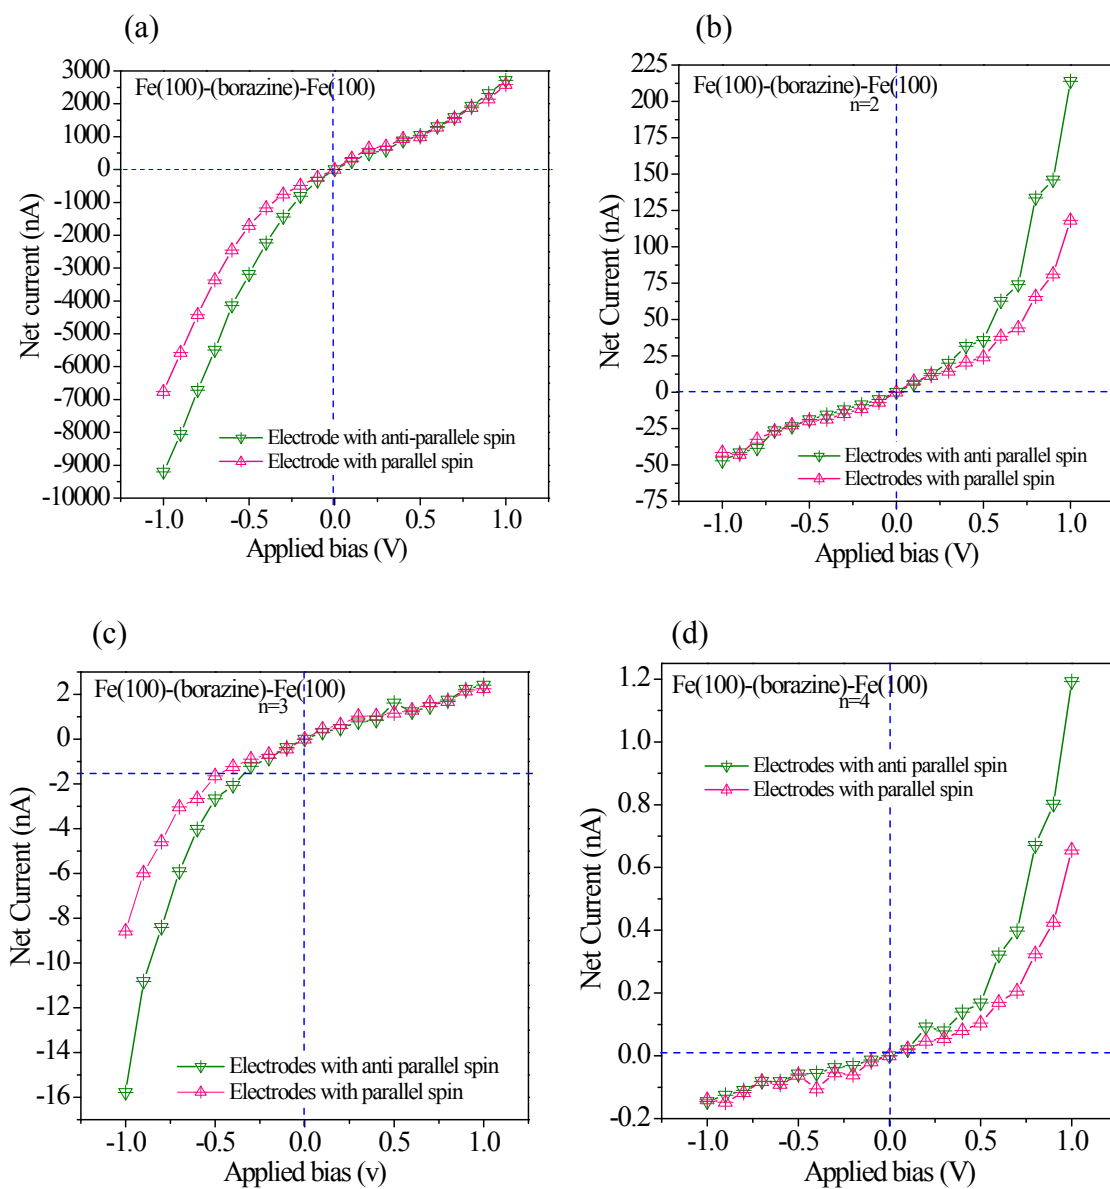 (a)
Fe(100)-(borazine)-Fe(100)
3000
2000
1000
0
-1000
-2000
-3000
-4000
-5000
-6000
-7000
-8000
-9000
-10000
Net current (nA)
Electrode with anti-parallele spin
Electrode with parallel spin
-1.0
-0.5
0.0
0.5
1.0
Applied bias (V)
(b)
Fe(100)-(borazine)-Fe(100)
n=2
225
200
175
150
125
100
75
50
25
0
-25
-50
-75
Net Current (nA)
Electrodes with anti parallel spin
Electrodes with parallel spin
-1.0
-0.5
0.0
0.5
1.0
Applied bias (V)
(c)
Fe(100)-(borazine)-Fe(100)
n=3
2
0
-2
-4
-6
-8
-10
-12
-14
-16
Net Current (nA)
Electrodes with anti parallel spin
Electrodes with parallel spin
-1.0
-0.5
0.0
0.5
1.0
Applied bias (v)
(d)
Fe(100)-(borazine)-Fe(100)
n=4
1.2
1.0
0.8
0.6
0.4
0.2
0.0
-0.2
Net Current (nA)
Electrodes with anti parallel spin
Electrodes with parallel spin
-1.0
-0.5
0.0
0.5
1.0
Applied bias (V)